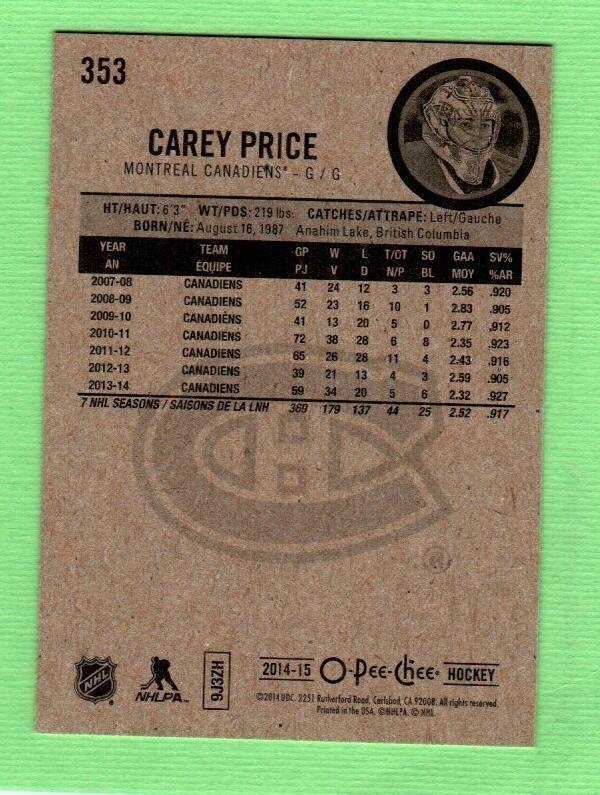 353
CAREY PRICE
MONTREAL CANADIENS® - G / G
HT/HAUT: 6'3" WT/PDS: 219 lbs. CATCHES/ATTRAPE: Left/Gauche
BORN/NÉ: August 16, 1987 Anahim Lake, British Columbia
YEAR TEAM GP W L T/OT SO GAA SV%
AN ÉQUIPE PJ V D N/P BL MOY %AR
2007-08 CANADIENS 41 24 12 3 3 2.56 .920
2008-09 CANADIENS 52 23 16 10 1 2.83 .905
2009-10 CANADIENS 41 13 20 5 0 2.77 .912
2010-11 CANADIENS 72 38 28 6 8 2.35 .923
2011-12 CANADIENS 65 26 28 11 4 2.43 .916
2012-13 CANADIENS 39 21 13 4 3 2.59 .905
2013-14 CANADIENS 59 34 20 5 6 2.32 .927
7 NHL SEASONS / SAISONS DE LA LNH 369 179 137 44 25 2.52 .917
®
NHL NHLPA 9J3ZH 2014-15 O-Pee-Chee® HOCKEY
©2014 UDC. 2251 Rutherford Road, Carlsbad, CA 92008. All rights reserved.
Printed in the USA. ©NHLPA. © NHL.